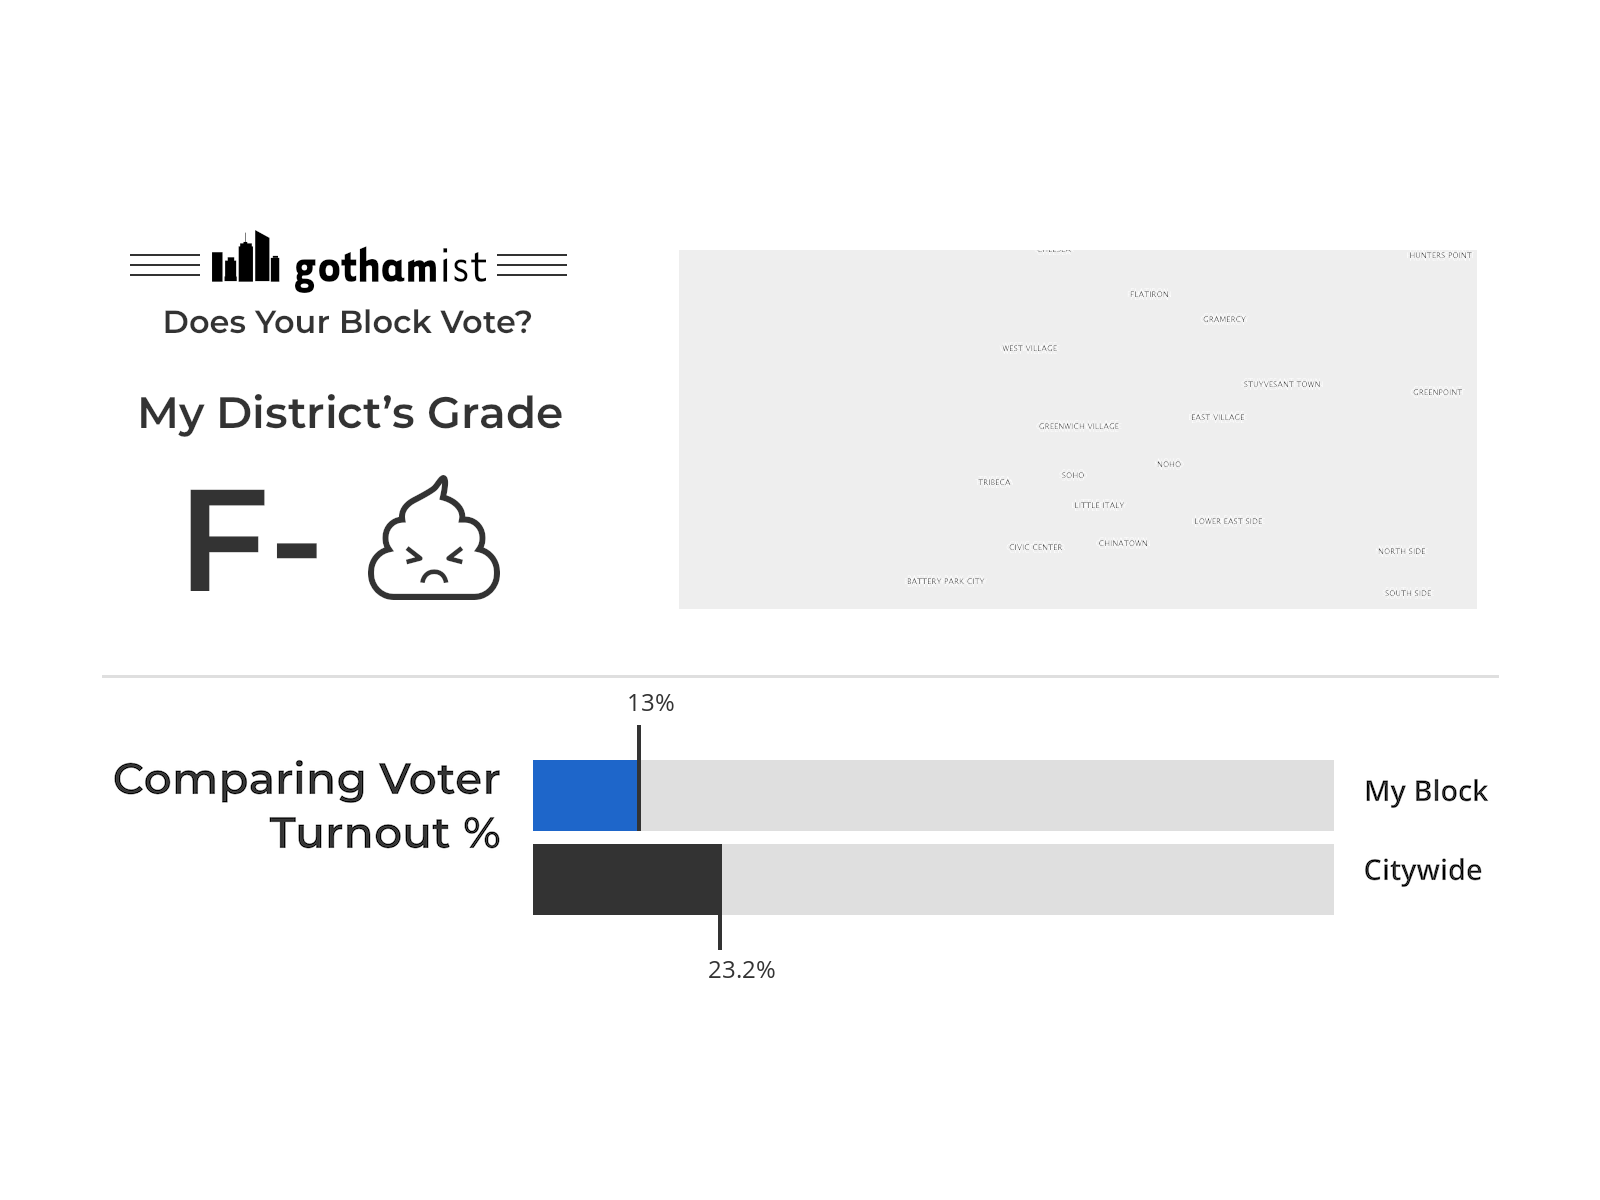 gothamist
Does Your Block Vote?
My District’s Grade
F-
CHELSEA
HUNTERS POINT
FLATIRON
GRAMERCY
WEST VILLAGE
STUYVESANT TOWN
GREENPOINT
EAST VILLAGE
GREENWICH VILLAGE
NOHO
SOHO
TRIBECA
LITTLE ITALY
LOWER EAST SIDE
CHINATOWN
CIVIC CENTER
NORTH SIDE
BATTERY PARK CITY
SOUTH SIDE
13%
Comparing Voter
Turnout %
My Block
Citywide
23.2%